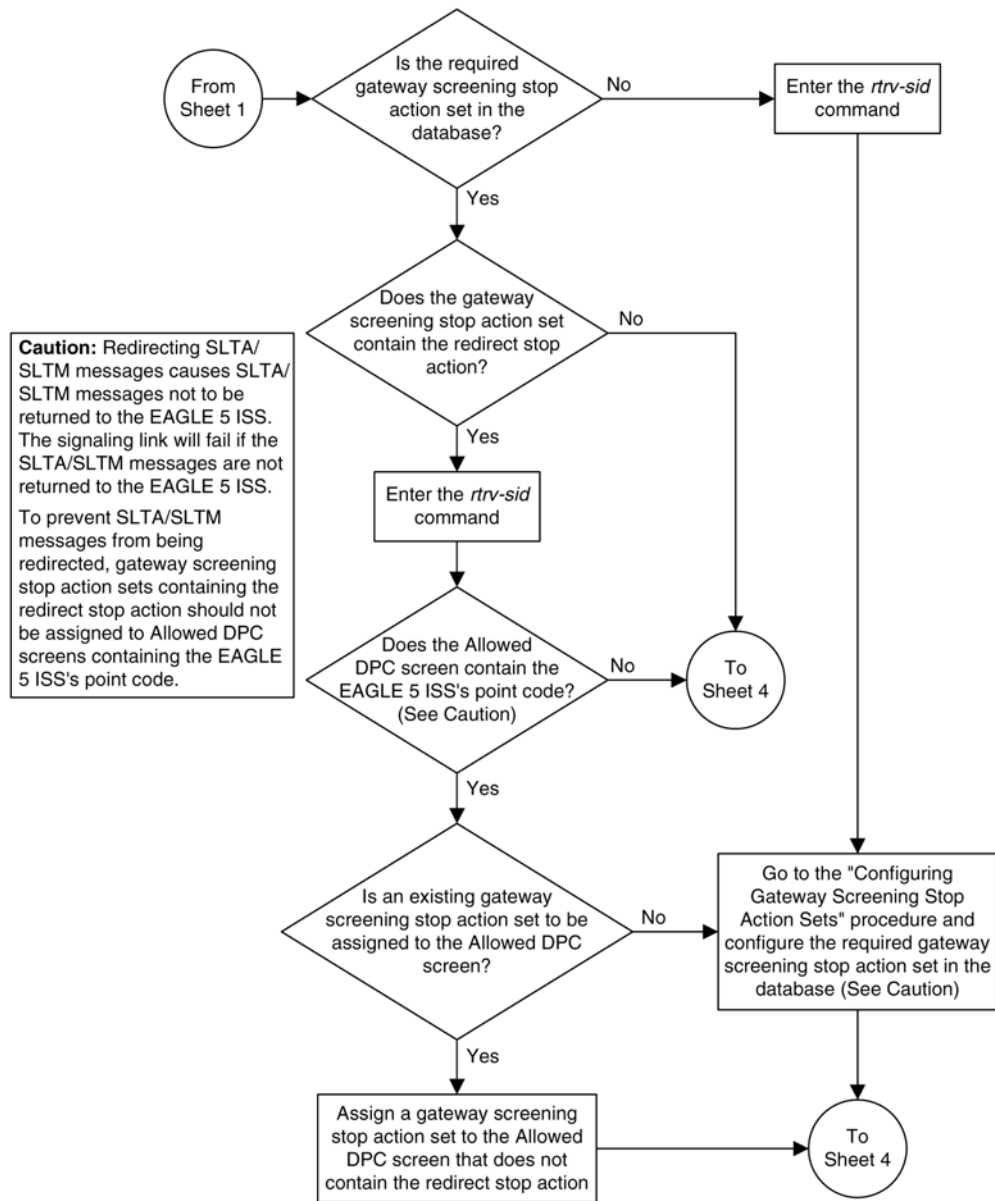 From
Sheet 1
Is the required
gateway screening stop
action set in the
database?
No
Enter the rtrv-sid
command
Yes
Does the gateway
screening stop action set
contain the redirect stop
action?
No
Yes
Caution: Redirecting SLTA/
SLTM messages causes SLTA/
SLTM messages not to be
returned to the EAGLE 5 ISS.
The signaling link will fail if the
SLTA/SLTM messages are not
returned to the EAGLE 5 ISS.
To prevent SLTA/SLTM
messages from being
redirected, gateway screening
stop action sets containing the
redirect stop action should not
be assigned to Allowed DPC
screens containing the EAGLE
5 ISS's point code.
Enter the rtrv-sid
command
Does the Allowed
DPC screen contain the
EAGLE 5 ISS's point code?
(See Caution)
No
To
Sheet 4
Yes
Is an existing gateway
screening stop action set to be
assigned to the Allowed DPC
screen?
No
Go to the "Configuring
Gateway Screening Stop
Action Sets" procedure and
configure the required gateway
screening stop action set in the
database (See Caution)
Yes
Assign a gateway screening
stop action set to the Allowed
DPC screen that does not
contain the redirect stop action
To
Sheet 4